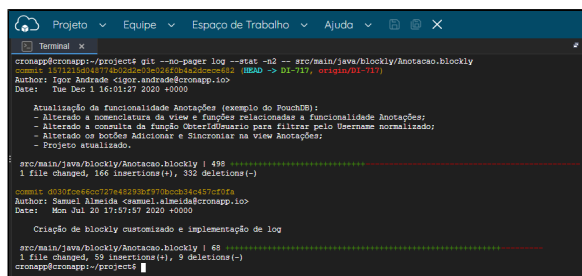 Projeto Equipe Espaço de Trabalho Ajuda
Terminal
cronapp@cronapp:~/project$ git --no-pager log --stat -n2 -- src/main/java/blockly/Anotacao.blockly
commit 1571215d048774b02d2e03e026f0b4a2dcece682 (HEAD -> DI-717, origin/DI-717)
Author: Igor Andrade <igor.andrade@cronapp.io>
Date: Tue Dec 1 16:01:27 2020 +0000
Atualização da funcionalidade Anotações (exemplo do PouchDB):
- Alterado a nomenclatura da view e funções relacionadas a funcionalidade Anotações;
- Alterado a consulta da função ObterIdUsuario para filtrar pelo Username normalizado;
- Altetado os botões Adicionar e Sincroniar na view Anotações;
- Projeto atualizado.
src/main/java/blockly/Anotacao.blockly | 498 ++++++++++++++++++++++++++++++----------------------------
1 file changed, 166 insertions(+), 332 deletions(-)
commit d030fce66cc727e48293bf970bccb34c457cf0fa
Author: Samuel Almeida <samuel.almeida@cronapp.io>
Date: Mon Jul 20 17:57:57 2020 +0000
Criação de blockly customizado e implementação de log
src/main/java/blockly/Anotacao.blockly | 68 ++++++++++++++++++++++++++++++++++++++++++++++++++++++++++++---------
1 file changed, 59 insertions(+), 9 deletions(-)
cronapp@cronapp:~/project$